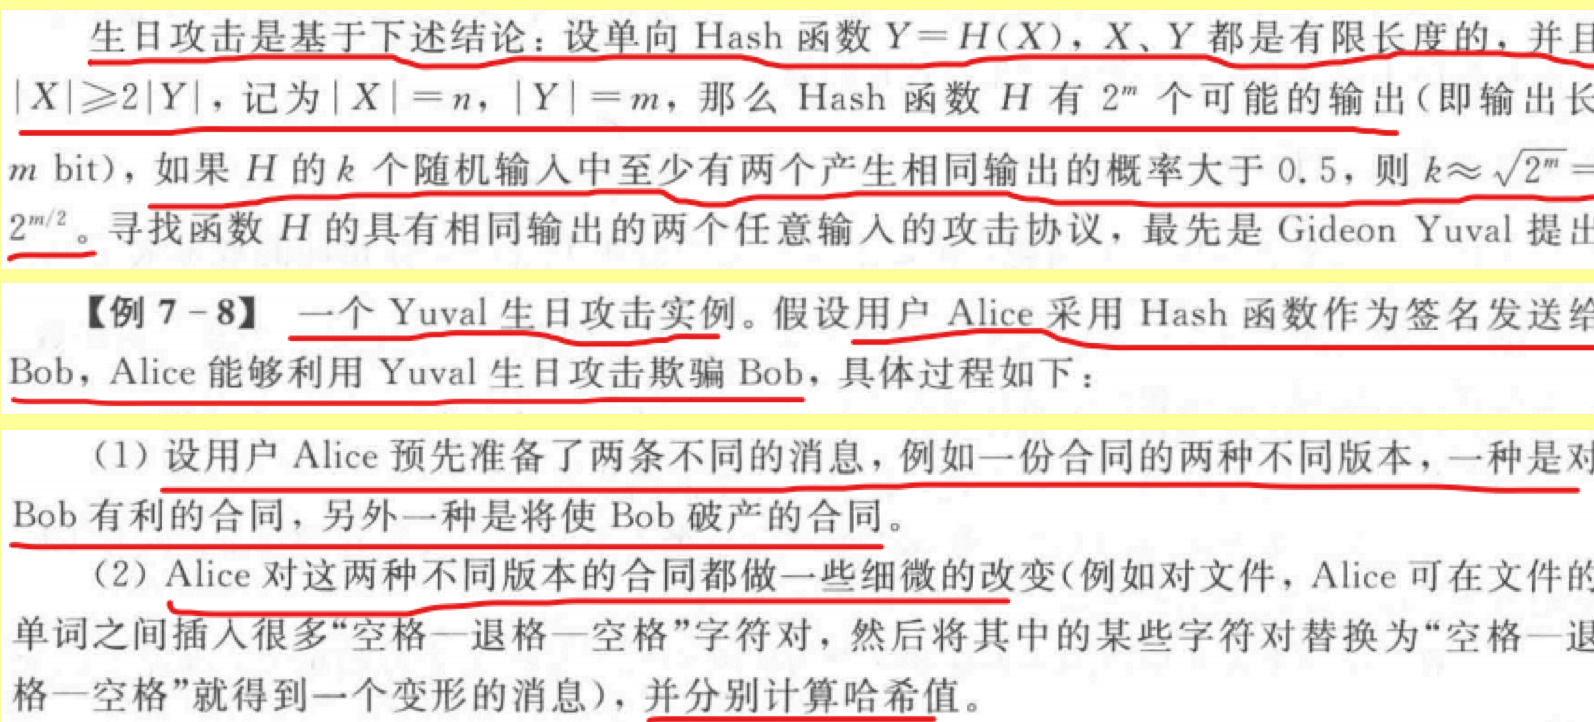 生日攻击是基于下述结论：设单向 Hash 函数 Y=H(X)，X、Y 都是有限长度的，并且
|X|≥2|Y|，记为|X|=n，|Y|=m，那么 Hash 函数 H 有 2^m 个可能的输出(即输出长
m bit)，如果 H 的 k 个随机输入中至少有两个产生相同输出的概率大于 0.5，则 k≈√2^m=
2^{m/2}。寻找函数 H 的具有相同输出的两个任意输入的攻击协议，最先是 Gideon Yuval 提出
【例 7-8】 一个 Yuval 生日攻击实例。假设用户 Alice 采用 Hash 函数作为签名发送给
Bob，Alice 能够利用 Yuval 生日攻击欺骗 Bob，具体过程如下：
(1) 设用户 Alice 预先准备了两条不同的消息，例如一份合同的两种不同版本，一种是对
Bob 有利的合同，另外一种是将使 Bob 破产的合同。
(2) Alice 对这两种不同版本的合同都做一些细微的改变(例如对文件，Alice 可在文件的
单词之间插入很多“空格—退格—空格”字符对，然后将其中的某些字符对替换为“空格—退
格—空格”就得到一个变形的消息)，并分别计算哈希值。